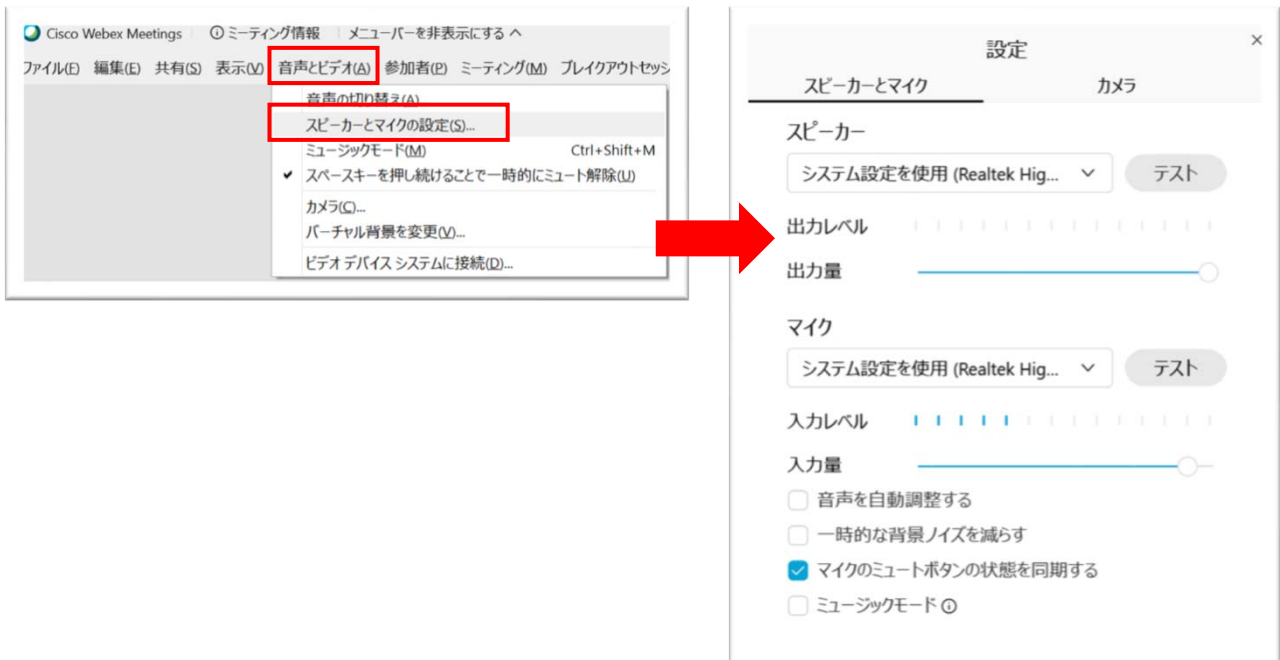 Cisco Webex Meetings ミーティング情報 メニューバーを非表示にする
ファイル(F) 編集(E) 共有(S) 表示(V) 音声とビデオ(A) 参加者(P) ミーティング(M) ブレイクアウトセッシ
音声の切り替え(A)
スピーカーとマイクの設定(S)...
ミュージックモード(M) Ctrl+Shift+M
スペースキーを押し続けることで一時的にミュート解除(U)
カメラ(C)...
バーチャル背景を変更(V)...
ビデオ デバイス システムに接続(D)...
設定
スピーカーとマイク カメラ
スピーカー
システム設定を使用 (Realtek Hig... テスト
出力レベル
出力量
マイク
システム設定を使用 (Realtek Hig... テスト
入力レベル
入力量
音声を自動調整する
一時的な背景ノイズを減らす
マイクのミュートボタンの状態を同期する
ミュージックモード